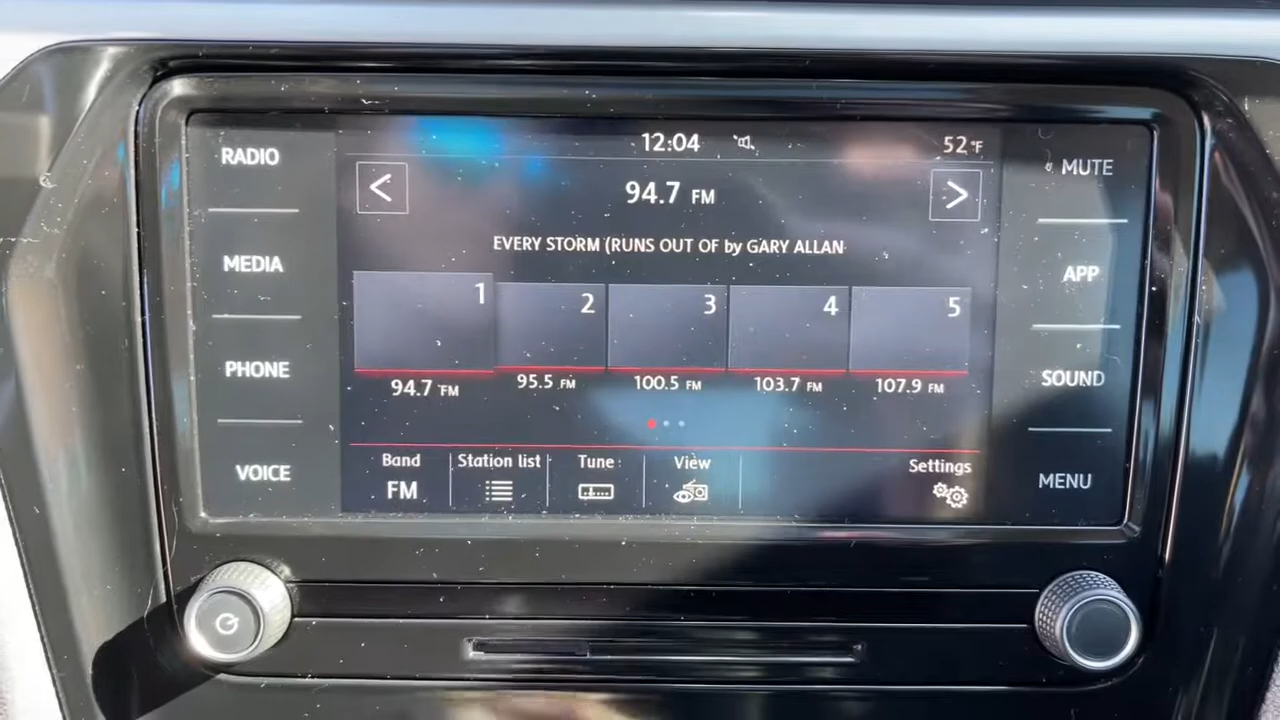 12:04 52°F
RADIO < 94.7 FM > MUTE
EVERY STORM (RUNS OUT OF by GARY ALLAN
MEDIA APP
1 2 3 4 5
94.7 FM 95.5 FM 100.5 FM 103.7 FM 107.9 FM
PHONE SOUND
Band Station list Tune View Settings
FM
VOICE MENU